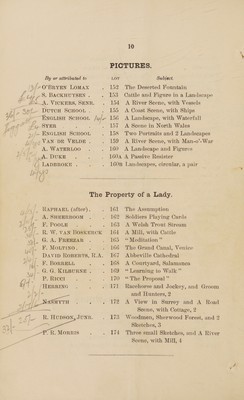 10
PICTURES.
By or attributed to LOT Subject
O'BRYEN LOMAX . 152 The Deserted Fountain
S. BACKHUYSEN . . 153 Cattle and Figure in a Landscape
A. VICKERS, SENR. . 154 A River Scene, with Vessels
DUTCH SCHOOL . . 155 A Coast Scene, with Ships
ENGLISH SCHOOL . 156 A Landscape, with Waterfall
SYER . . 157 A Scene in North Wales
ENGLISH SCHOOL . 158 Two Portraits and 2 Landscapes
VAN DE VELDE . . 159 A River Scene, with Man-o'-War
A. WATERLOO . . 160 A Landscape and Figures
A. DUKE . . 160A A Passive Resister
LADBROKE . . . 160B Landscapes, circular, a pair
The Property of a Lady.
RAPHAEL (after) . . 161 The Assumption
A. SHEERBOOM . . 162 Soldiers Playing Cards
F. POOLE . . 163 A Welsh Trout Stream
R. W. VAN BOSSENCK . 164 A Mill, with Cattle
G. A. FREEZAR . . 165 "Meditation"
F. MOLTINO . . . 166 The Grand Canal, Venice
DAVID ROBERTS, R.A. . 167 Abbeville Cathedral
F. BORRELL . . 168 A Courtyard, Salamanca
G. G. KILBURNE . . 169 "Learning to Walk"
P. RICCI . . . 170 "The Proposal"
HERRING . . . 171 Racehorse and Jockey, and Groom
and Hunters, 2
NASMYTH . . . 172 A View in Surrey and A Road
Scene, with Cottage, 2
R. HUDSON, JUNR. . 173 Woodmen, Sherwood Forest, and 2
Sketches, 3
P. R. MORRIS . . 174 Three small Sketches, and A River
Scene, with Mill, 4